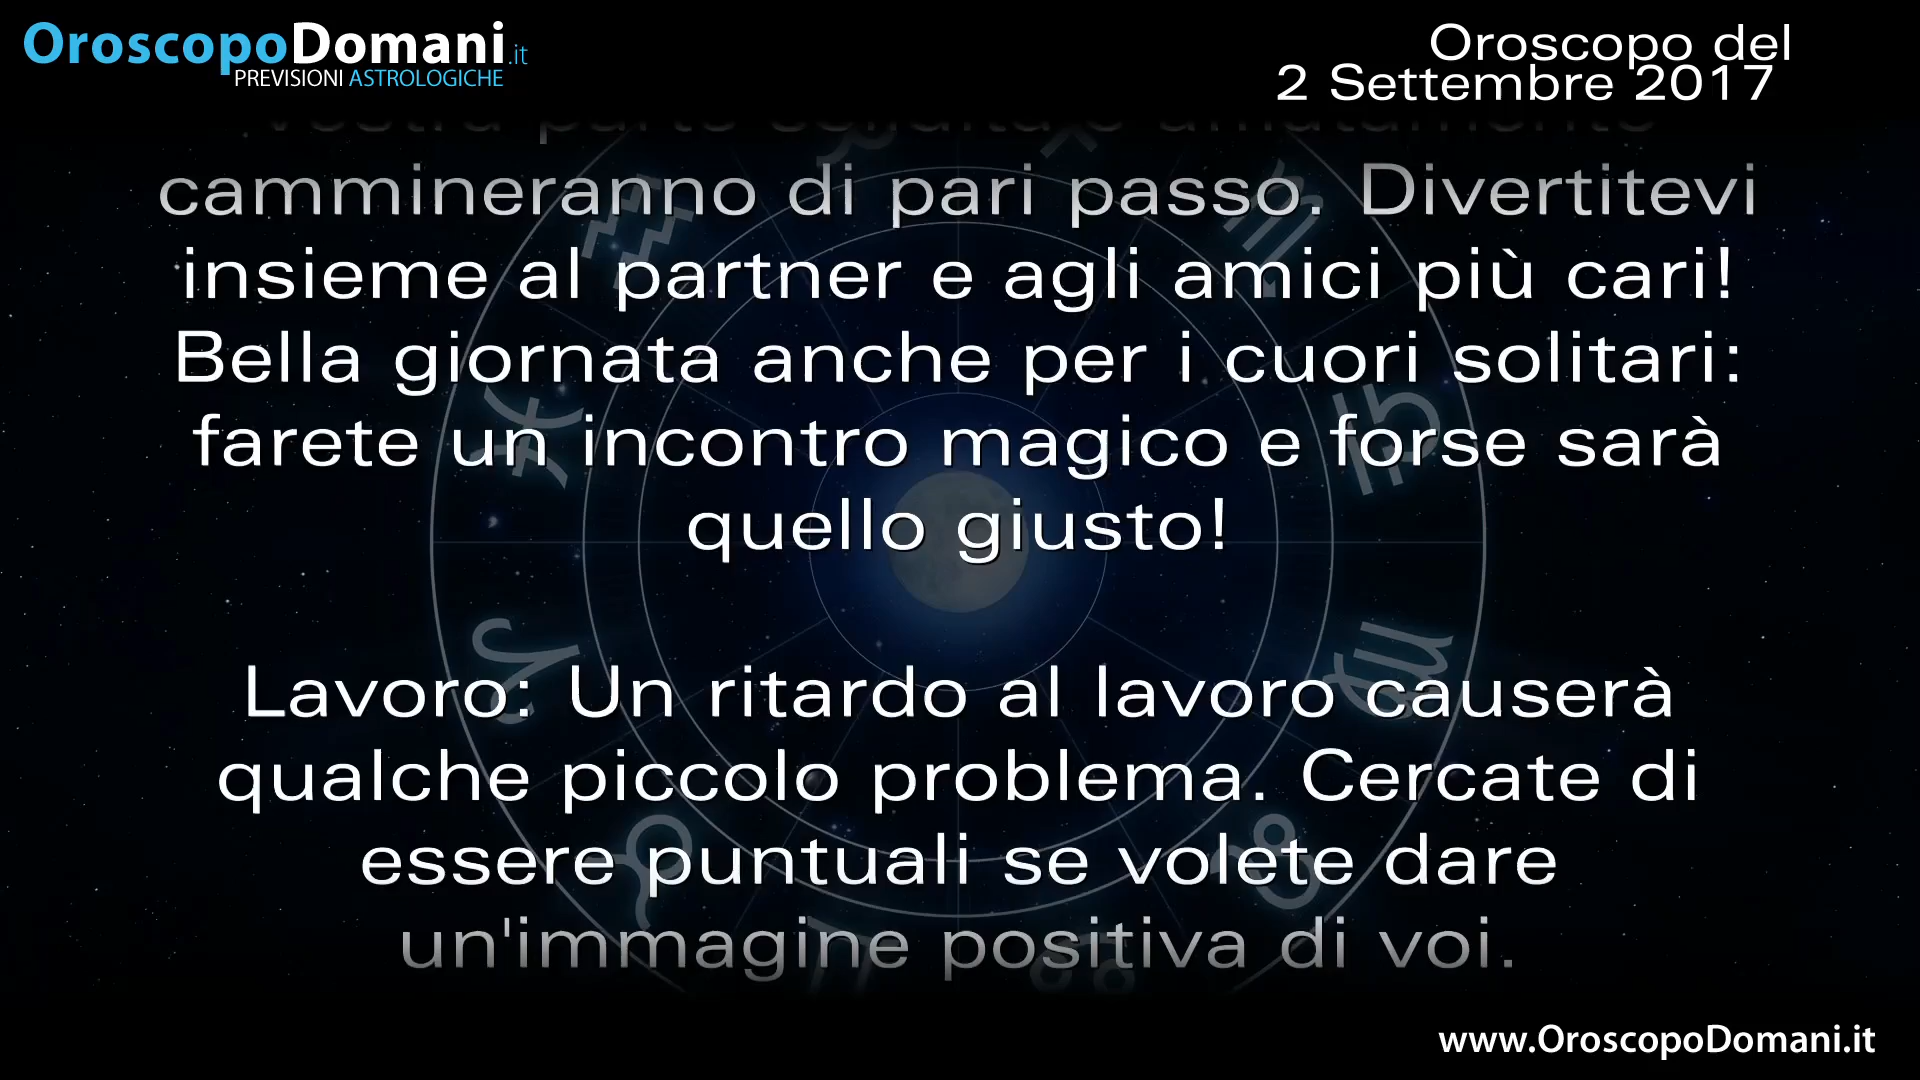 OroscopoDomani.it
PREVISIONI ASTROLOGICHE
Oroscopo del
2 Settembre 2017
cammineranno di pari passo. Divertitevi
insieme al partner e agli amici più cari!
Bella giornata anche per i cuori solitari:
farete un incontro magico e forse sarà
quello giusto!
Lavoro: Un ritardo al lavoro causerà
qualche piccolo problema. Cercate di
essere puntuali se volete dare
un'immagine positiva di voi.
www.OroscopoDomani.it